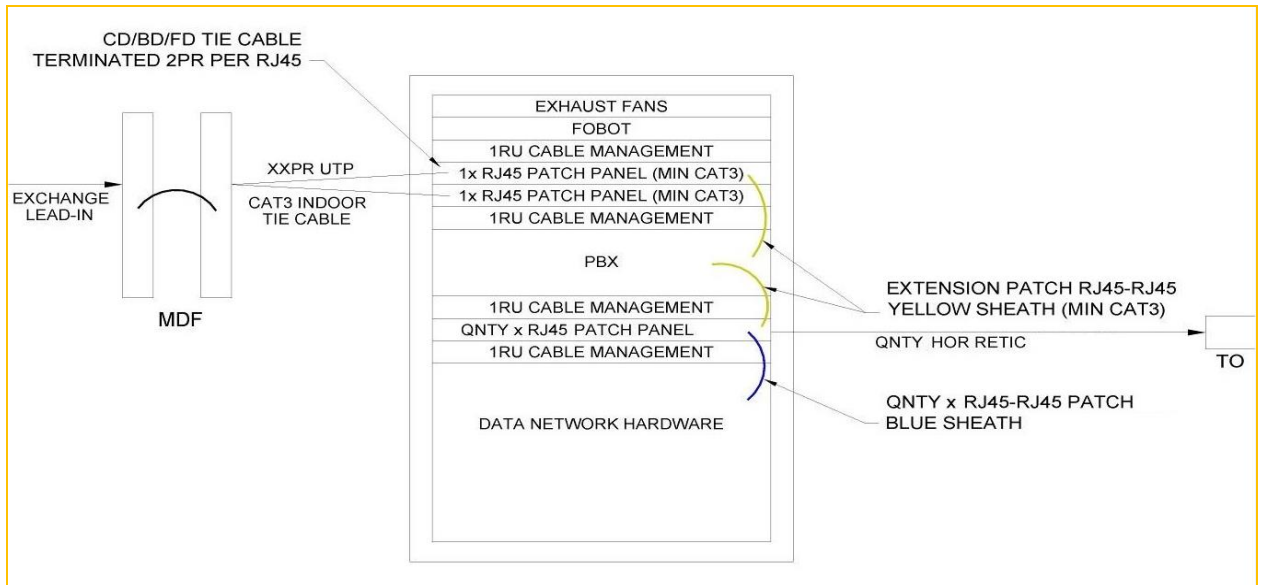 CD/BD/FD TIE CABLE
TERMINATED 2PR PER RJ45
EXCHANGE
LEAD-IN
MDF
XXPR UTP
CAT3 INDOOR
TIE CABLE
EXHAUST FANS
FOBOT
1RU CABLE MANAGEMENT
1x RJ45 PATCH PANEL (MIN CAT3)
1x RJ45 PATCH PANEL (MIN CAT3)
1RU CABLE MANAGEMENT
PBX
1RU CABLE MANAGEMENT
QNTY x RJ45 PATCH PANEL
1RU CABLE MANAGEMENT
DATA NETWORK HARDWARE
EXTENSION PATCH RJ45-RJ45
YELLOW SHEATH (MIN CAT3)
QNTY HOR RETIC
TO
QNTY x RJ45-RJ45 PATCH
BLUE SHEATH